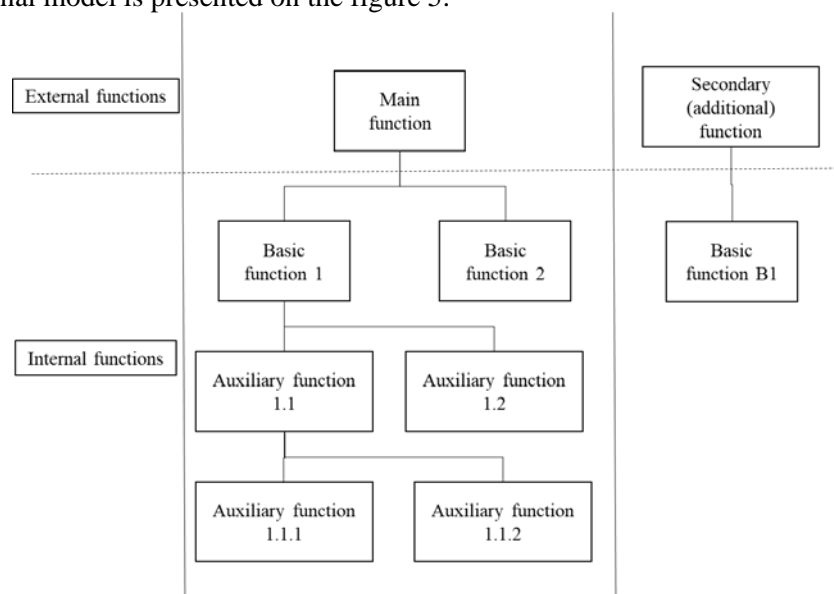 nal model is presented on the figure 3.
External functions
Main
function
Secondary
(additional)
function
Basic
function 1
Basic
function 2
Basic
function B1
Internal functions
Auxiliary function
1.1
Auxiliary function
1.2
Auxiliary function
1.1.1
Auxiliary function
1.1.2